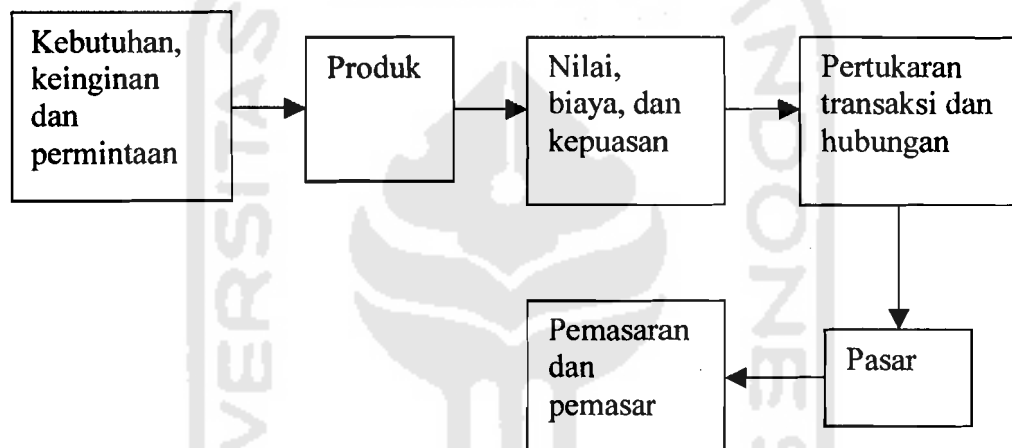 Kebutuhan,
keinginan
dan
permintaan
Produk
Nilai,
biaya, dan
kepuasan
Pertukaran
transaksi dan
hubungan
Pasar
Pemasaran
dan
pemasar